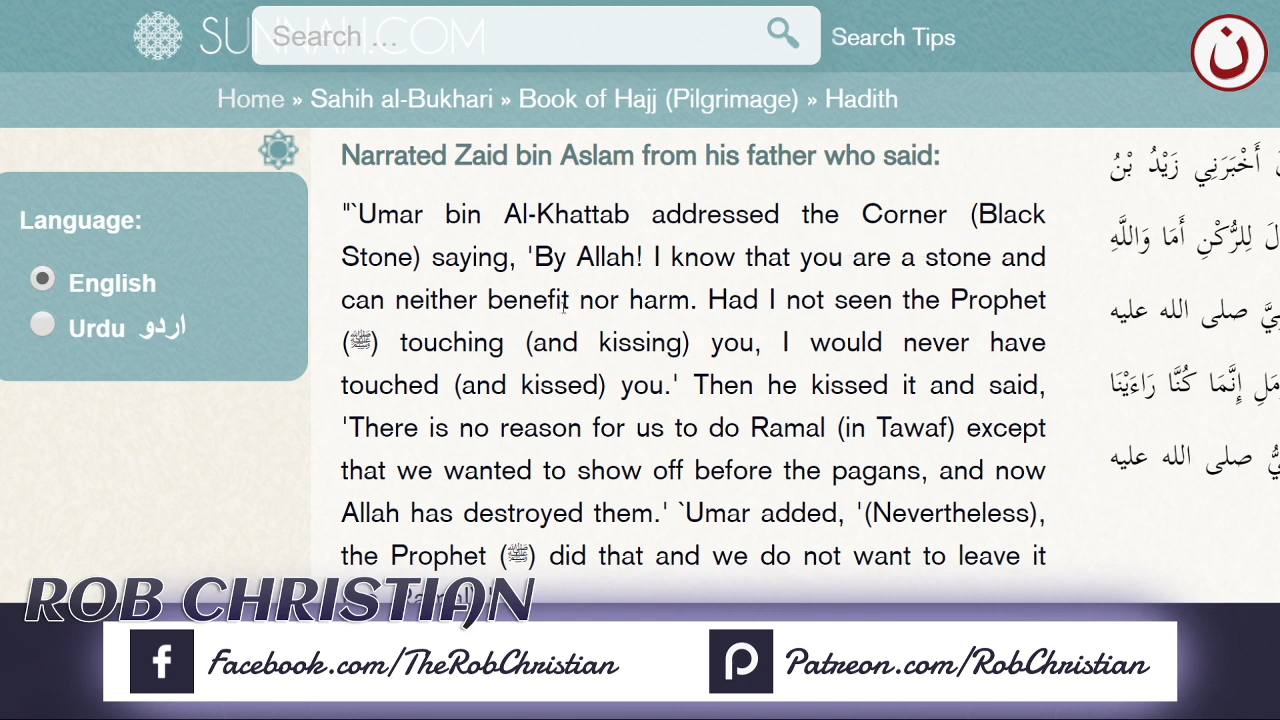 SUNNAH.COM
Search ...
Search Tips
ن
Home » Sahih al-Bukhari » Book of Hajj (Pilgrimage) » Hadith
Language:
English
Urdu اردو
Narrated Zaid bin Aslam from his father who said:
"`Umar bin Al-Khattab addressed the Corner (Black
Stone) saying, 'By Allah! I know that you are a stone and
can neither benefit nor harm. Had I not seen the Prophet
(ﷺ) touching (and kissing) you, I would never have
touched (and kissed) you.' Then he kissed it and said,
'There is no reason for us to do Ramal (in Tawaf) except
that we wanted to show off before the pagans, and now
Allah has destroyed them.' `Umar added, '(Nevertheless),
the Prophet (ﷺ) did that and we do not want to leave it
أَخْبَرَنِي زَيْدُ بْنُ
لِلرُّكْنِ أَمَا وَاللَّهِ
صلى الله عليه
إِنَّمَا كُنَّا رَاءَيْنَا
صلى الله عليه
ROB CHRISTIAN
Facebook.com/TheRobChristian
Patreon.com/RobChristian